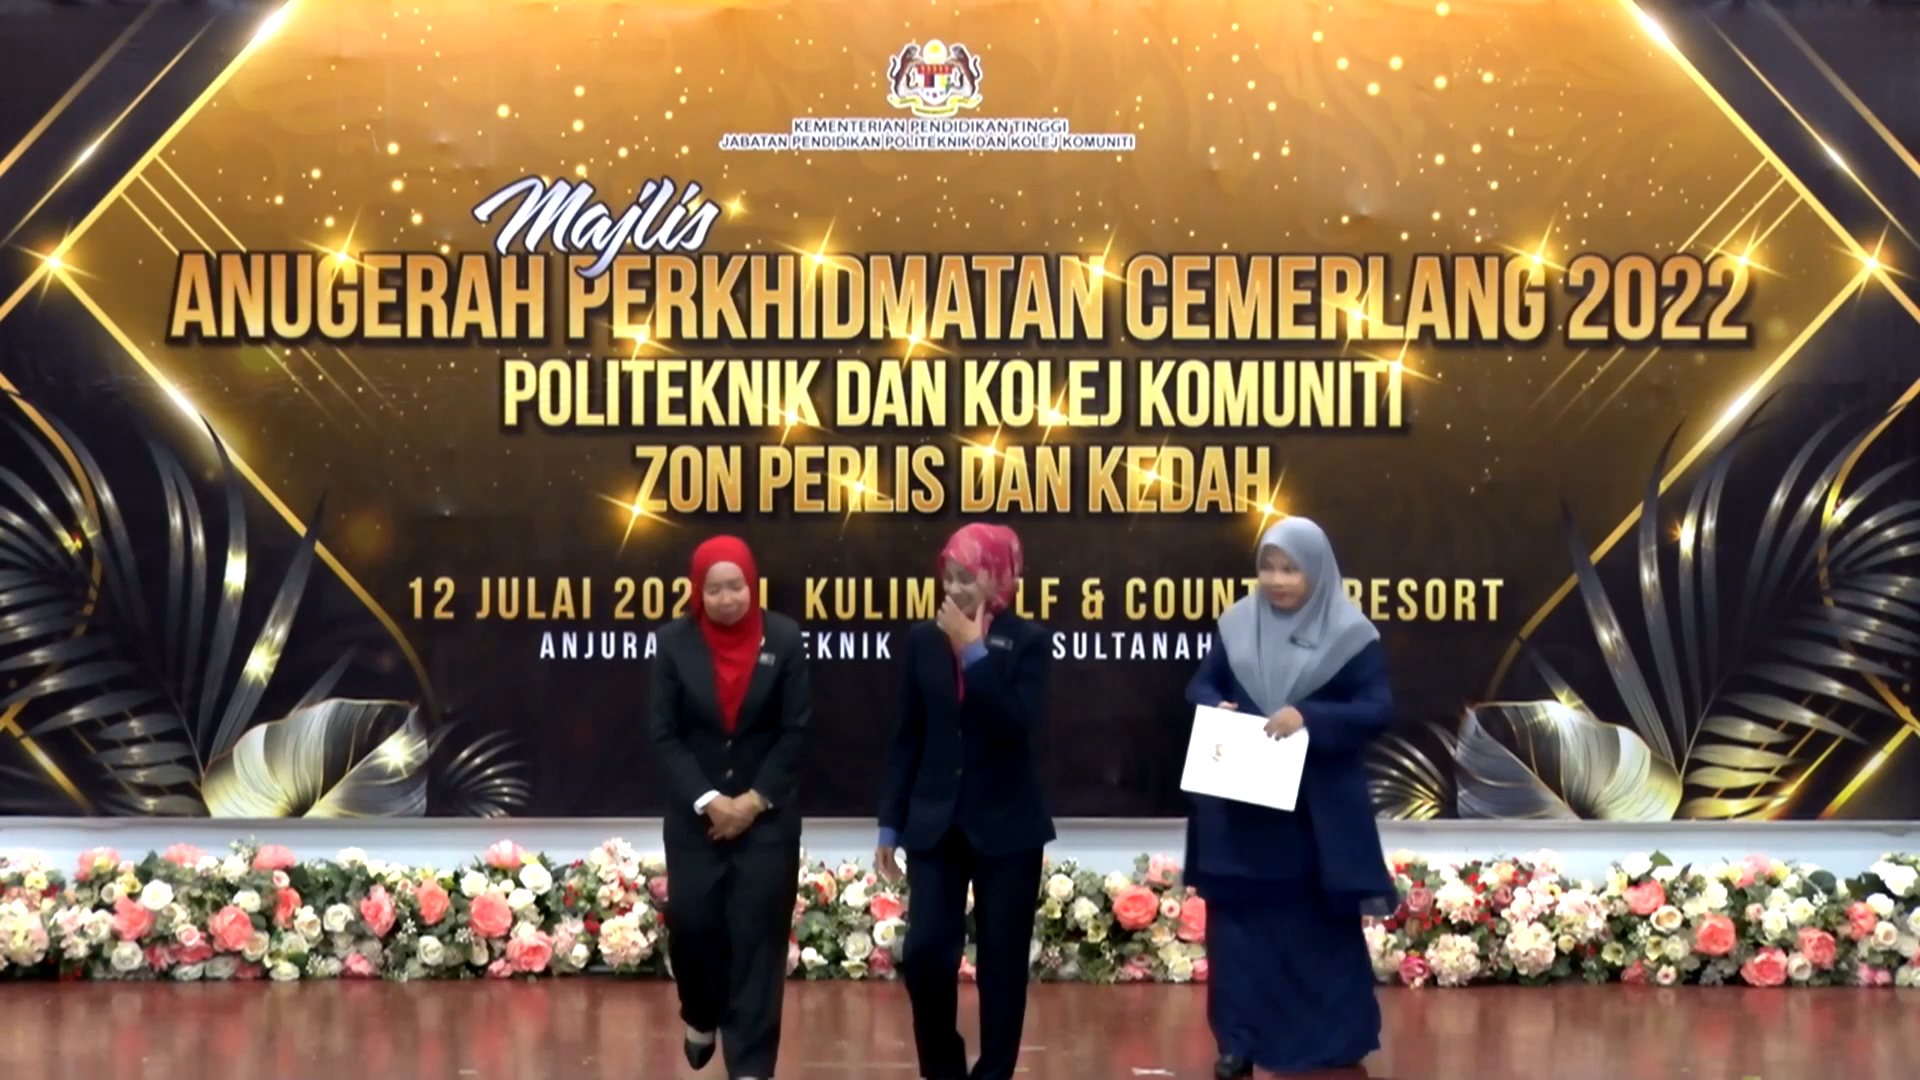 KEMENTERIAN PENDIDIKAN TINGGI
JABATAN PENDIDIKAN POLITEKNIK DAN KOLEJ KOMUNITI
Majlis
ANUGERAH PERKHIDMATAN CEMERLANG 2022
POLITEKNIK DAN KOLEJ KOMUNITI
ZON PERLIS DAN KEDAH
12 JULAI KULIM & RESORT
SULTANAH